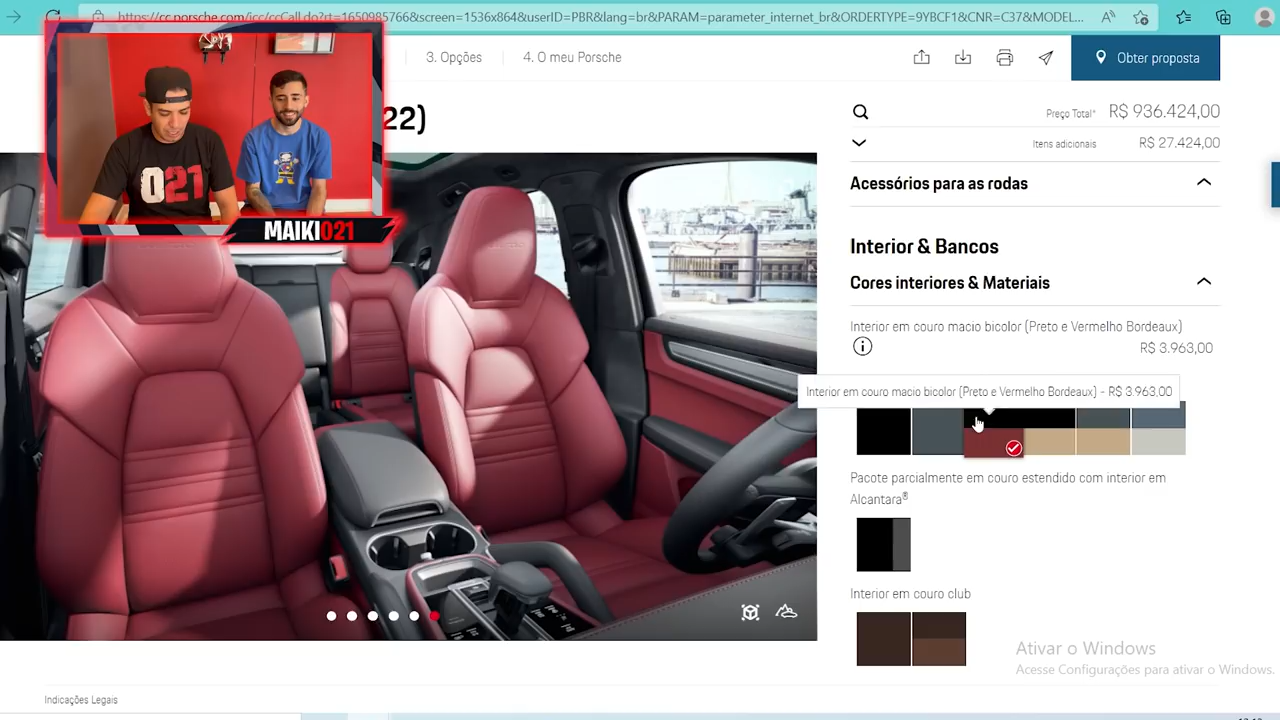 https://cc.porsche.com/icc/ccCall.do?rt=1650985766&screen=1536x864&userID=PBR&lang=br&PARAM=parameter_internet_br&ORDERTYPE=9YBCF1&CNR=C37&MODEL...
3. Opções
4. O meu Porsche
Obter proposta
22)
Preço Total* R$ 936.424,00
Itens adicionais R$ 27.424,00
Acessórios para as rodas
Interior & Bancos
Cores interiores & Materiais
Interior em couro macio bicolor (Preto e Vermelho Bordeaux)
R$ 3.963,00
Interior em couro macio bicolor (Preto e Vermelho Bordeaux) - R$ 3.963,00
Pacote parcialmente em couro estendido com interior em
Alcantara®
Interior em couro club
021
MAIKI021
Ativar o Windows
Acesse Configurações para ativar o Windows.
Indicações Legais